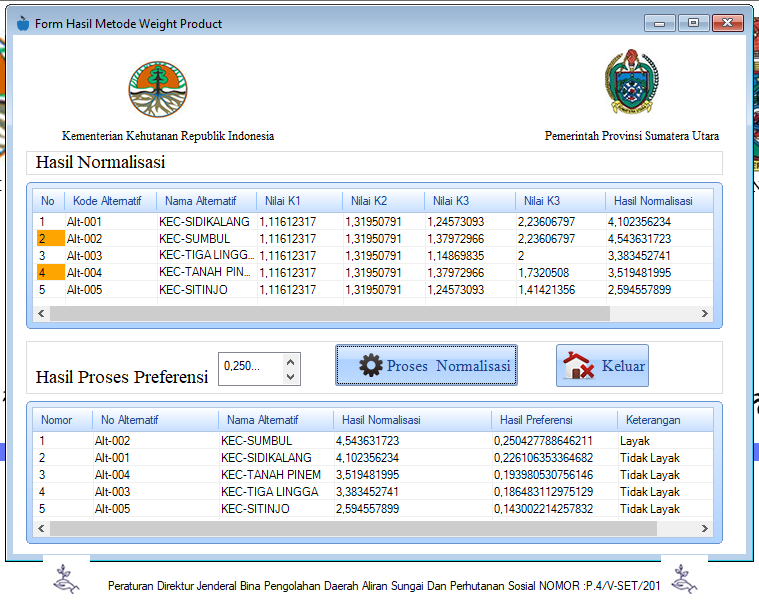 Form Hasil Metode Weight Product
Kementerian Kehutanan Republik Indonesia
Pemerintah Provinsi Sumatera Utara
Hasil Normalisasi
No Kode Alternatif Nama Alternatif Nilai K1 Nilai K2 Nilai K3 Nilai K3 Hasil Normalisasi
1 Alt-001 KEC-SIDIKALANG 1,11612317 1,31950791 1,24573093 2,23606797 4,102356234
2 Alt-002 KEC-SUMBUL 1,11612317 1,31950791 1,37972966 2,23606797 4,543631723
3 Alt-003 KEC-TIGA LINGG... 1,11612317 1,31950791 1,14869835 2 3,383452741
4 Alt-004 KEC-TANAH PIN... 1,11612317 1,31950791 1,37972966 1,7320508 3,519481995
5 Alt-005 KEC-SITINJO 1,11612317 1,31950791 1,24573093 1,41421356 2,594557899
Hasil Proses Preferensi 0,250... Proses Normalisasi Keluar
Nomor No Alternatif Nama Alternatif Hasil Normalisasi Hasil Preferensi Keterangan
1 Alt-002 KEC-SUMBUL 4,543631723 0,250427788646211 Layak
2 Alt-001 KEC-SIDIKALANG 4,102356234 0,226106353364682 Tidak Layak
3 Alt-004 KEC-TANAH PINEM 3,519481995 0,193980530756146 Tidak Layak
4 Alt-003 KEC-TIGA LINGGA 3,383452741 0,186483112975129 Tidak Layak
5 Alt-005 KEC-SITINJO 2,594557899 0,143002214257832 Tidak Layak
Peraturan Direktur Jenderal Bina Pengolahan Daerah Aliran Sungai Dan Perhutanan Sosial NOMOR :P.4/V-SET/201